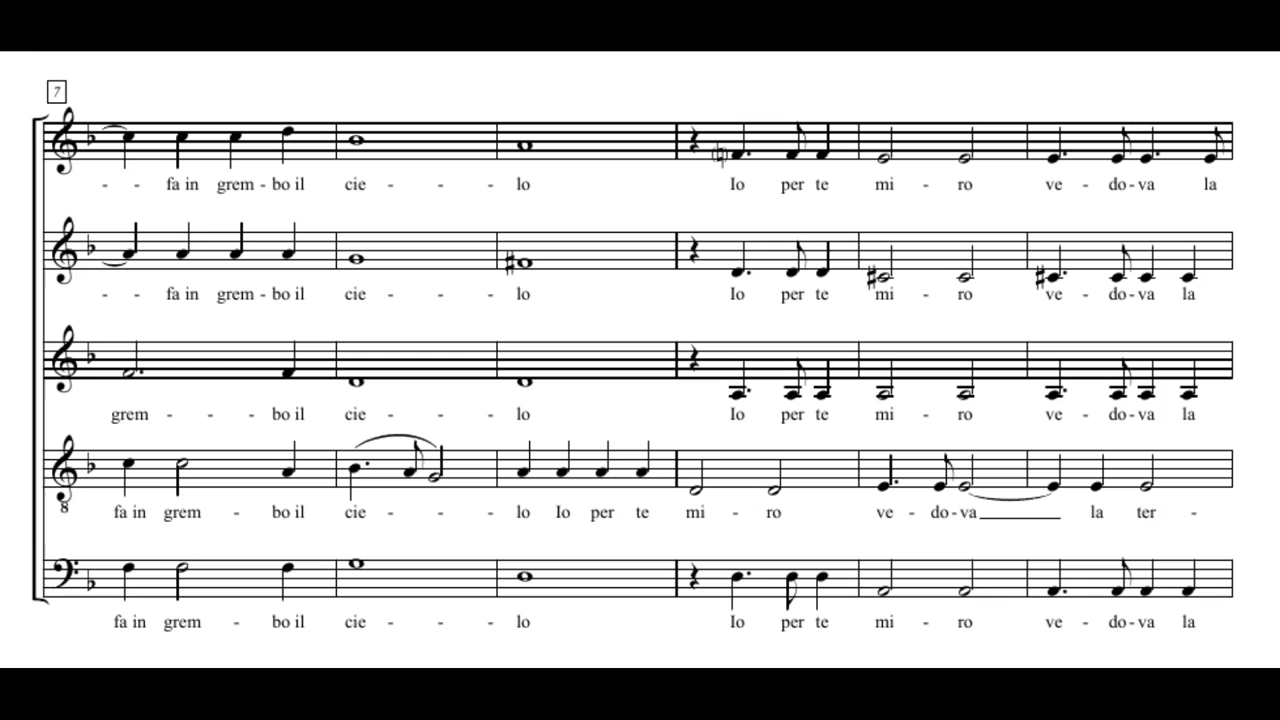 7
- - fa in grem - bo il cie - - - lo Io per te mi - ro ve - do - va la
- - fa in grem - bo il cie - - - lo Io per te mi - ro ve - do - va la
grem - - - bo il cie - - - lo Io per te mi - ro ve - do - va la
8
fa in grem - bo il cie - - - lo Io per te mi - ro ve - do - va la ter -
fa in grem - bo il cie - - - lo Io per te mi - ro ve - do - va la